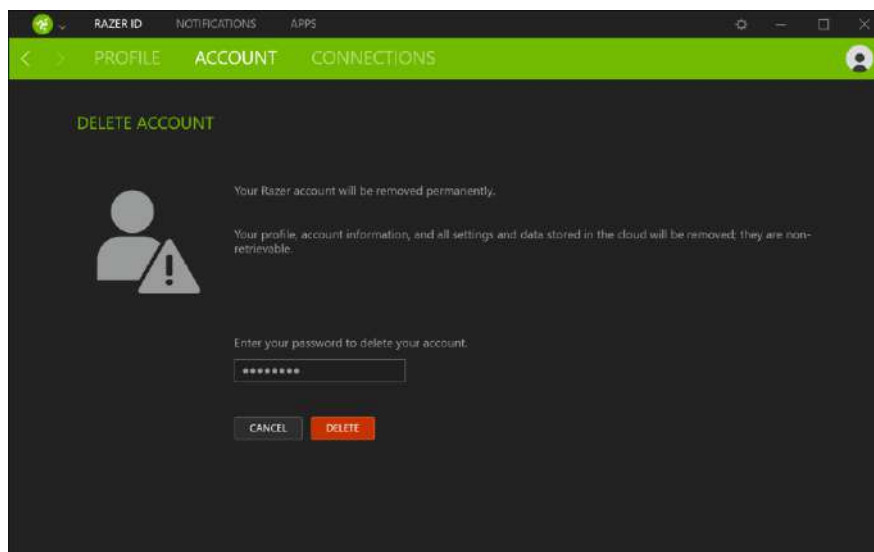 RAZER ID NOTIFICATIONS APPS
PROFILE ACCOUNT CONNECTIONS
DELETE ACCOUNT
Your Razer account will be removed permanently.
Your profile, account information, and all settings and data stored in the cloud will be removed; they are non-
retrievable.
Enter your password to delete your account.
CANCEL DELETE